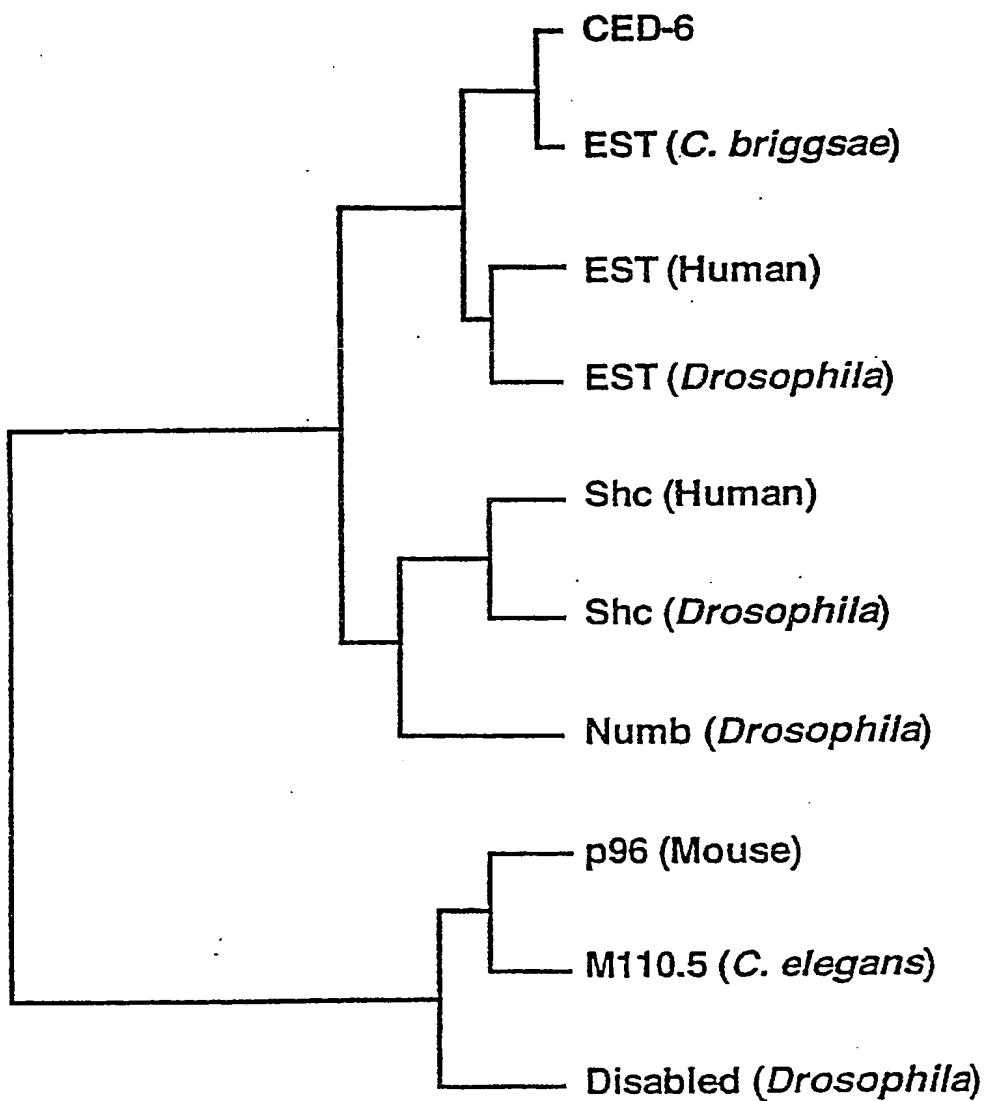 CED-6
EST (C. briggsae)
EST (Human)
EST (Drosophila)
Shc (Human)
Shc (Drosophila)
Numb (Drosophila)
p96 (Mouse)
M110.5 (C. elegans)
Disabled (Drosophila)